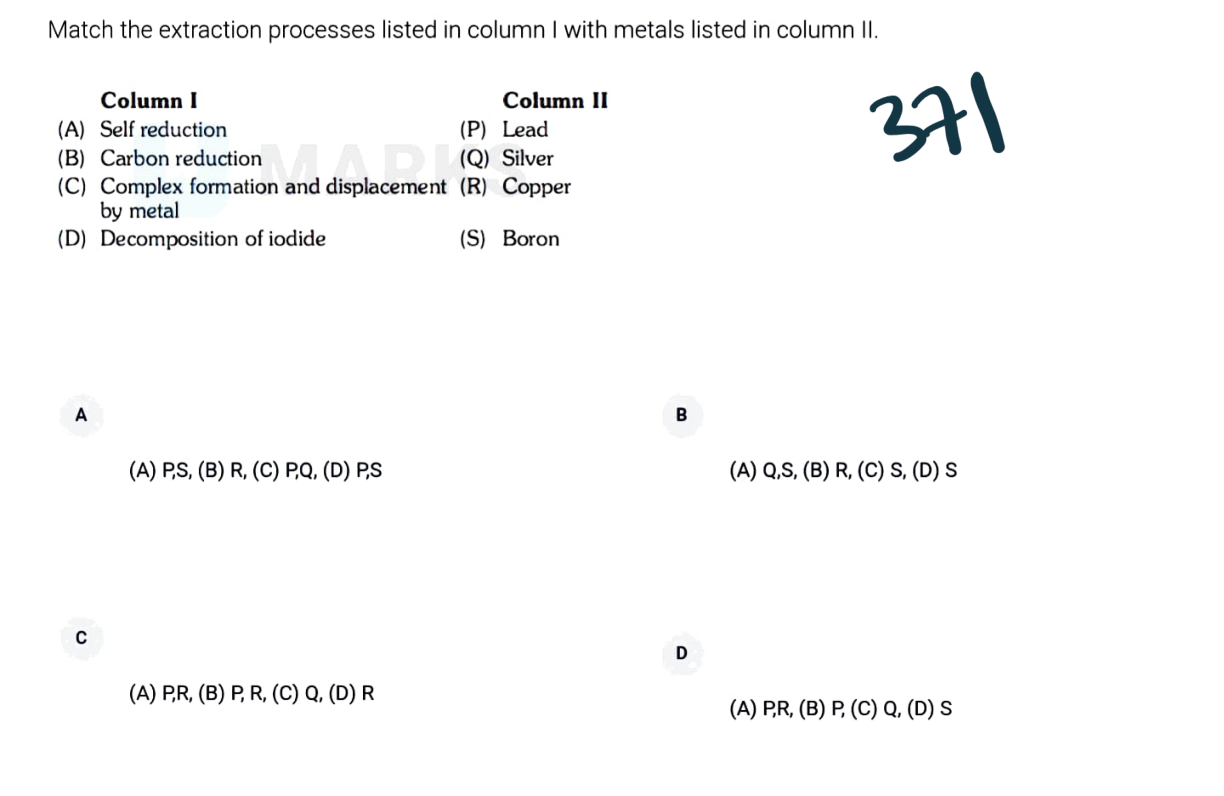 Match the extraction processes listed in column I with metals listed in column II.
371
Column I Column II
(A) Self reduction (P) Lead
(B) Carbon reduction (Q) Silver
(C) Complex formation and displacement (R) Copper
by metal
(D) Decomposition of iodide (S) Boron
MARKS
A
(A) P,S, (B) R, (C) P,Q, (D) P,S
B
(A) Q,S, (B) R, (C) S, (D) S
C
(A) P,R, (B) P, R, (C) Q, (D) R
D
(A) P,R, (B) P, (C) Q, (D) S